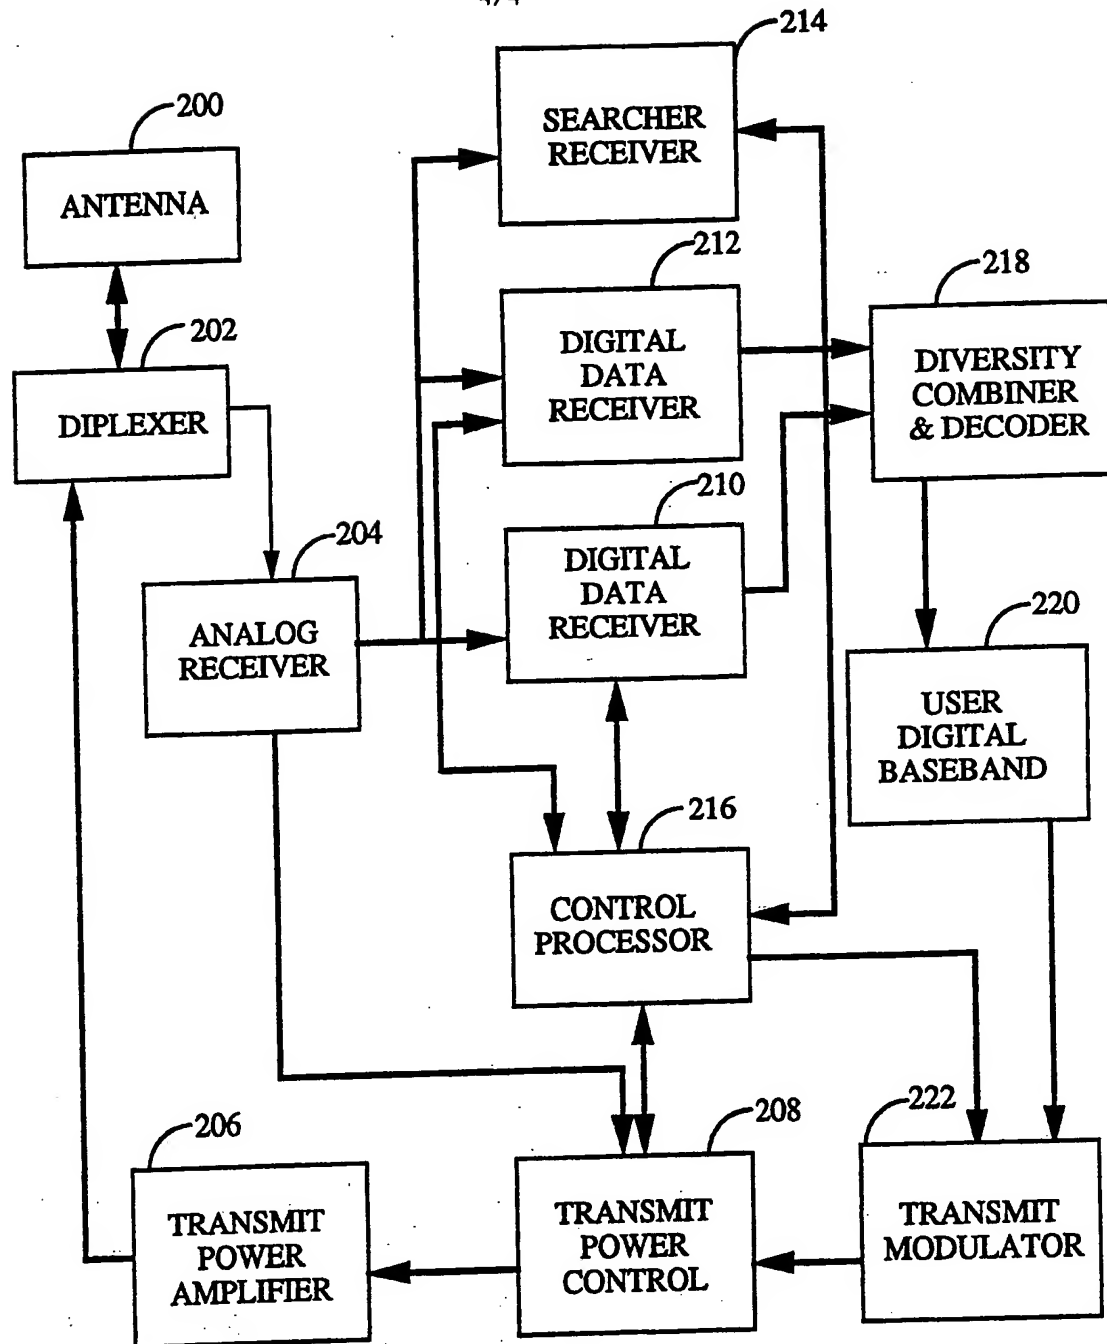 214
SEARCHER
RECEIVER
200
ANTENNA
212
DIGITAL
DATA
RECEIVER
218
DIVERSITY
COMBINER
& DECODER
202
DIPLEXER
210
DIGITAL
DATA
RECEIVER
204
ANALOG
RECEIVER
220
USER
DIGITAL
BASEBAND
216
CONTROL
PROCESSOR
206
TRANSMIT
POWER
AMPLIFIER
208
TRANSMIT
POWER
CONTROL
222
TRANSMIT
MODULATOR